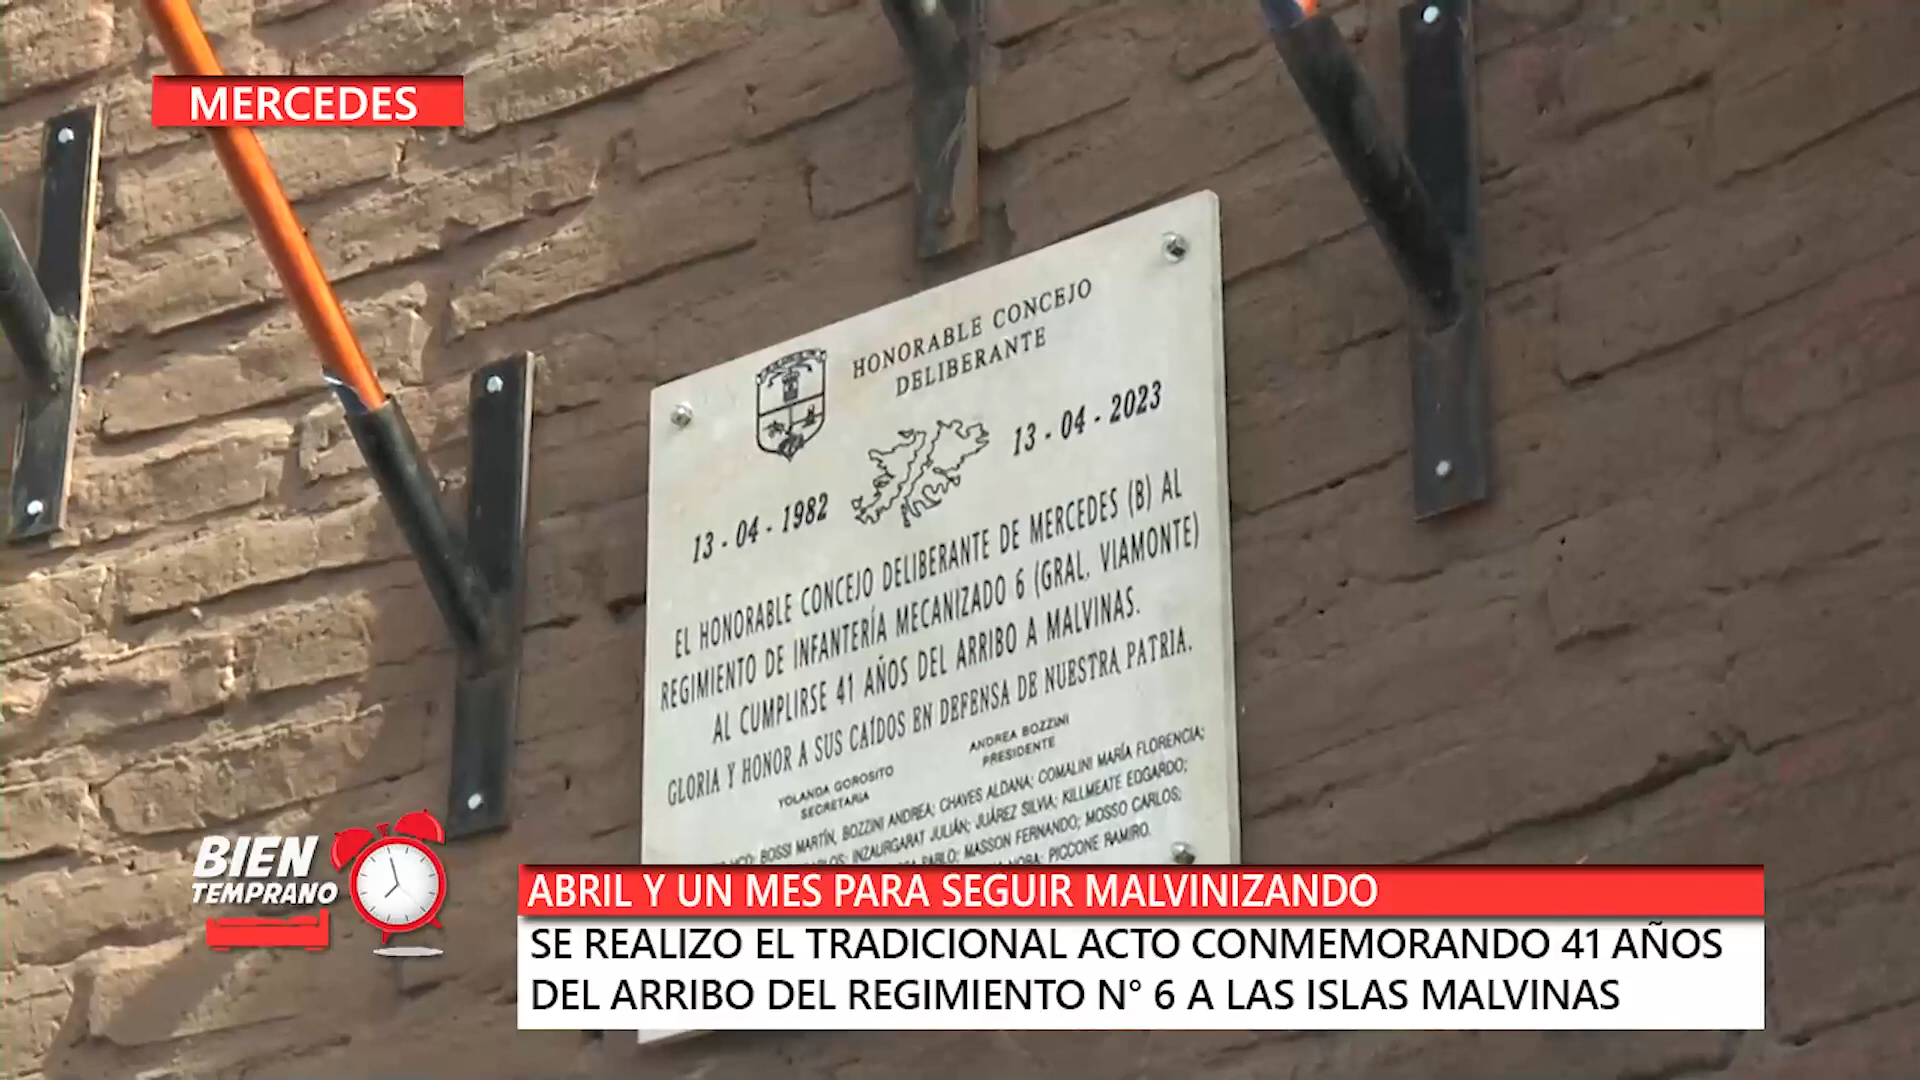 MERCEDES
HONORABLE CONCEJO
DELIBERANTE
13 - 04 - 1982
13 - 04 - 2023
EL HONORABLE CONCEJO DELIBERANTE DE MERCEDES (B) AL
REGIMIENTO DE INFANTERÍA MECANIZADO 6 (GRAL. VIAMONTE)
AL CUMPLIRSE 41 AÑOS DEL ARRIBO A MALVINAS.
GLORIA Y HONOR A SUS CAÍDOS EN DEFENSA DE NUESTRA PATRIA.
YOLANDA GOROSITO
SECRETARIA
ANDREA BOZZINI
PRESIDENTE
BOSSI MARTÍN, BOZZINI ANDREA; CHAVES ALDANA; COMALINI MARÍA FLORENCIA;
INZAURGARAT JULIÁN; JUÁREZ SILVIA; KILLMEATE EDGARDO;
PABLO; MASSON FERNANDO; MOSSO CARLOS;
PICCONE RAMIRO.
BIEN
TEMPRANO
ABRIL Y UN MES PARA SEGUIR MALVINIZANDO
SE REALIZO EL TRADICIONAL ACTO CONMEMORANDO 41 AÑOS
DEL ARRIBO DEL REGIMIENTO N° 6 A LAS ISLAS MALVINAS